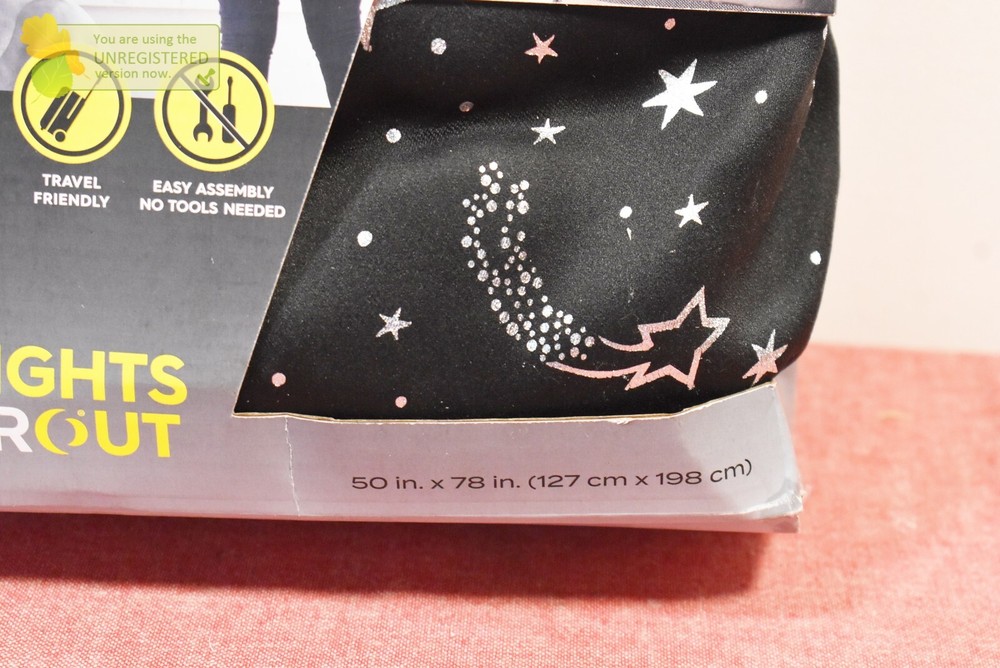 You are using the
UNREGISTERED
version now.
TRAVEL
FRIENDLY
EASY ASSEMBLY
NO TOOLS NEEDED
IGHTS
ROUT
50 in. x 78 in. (127 cm x 198 cm)